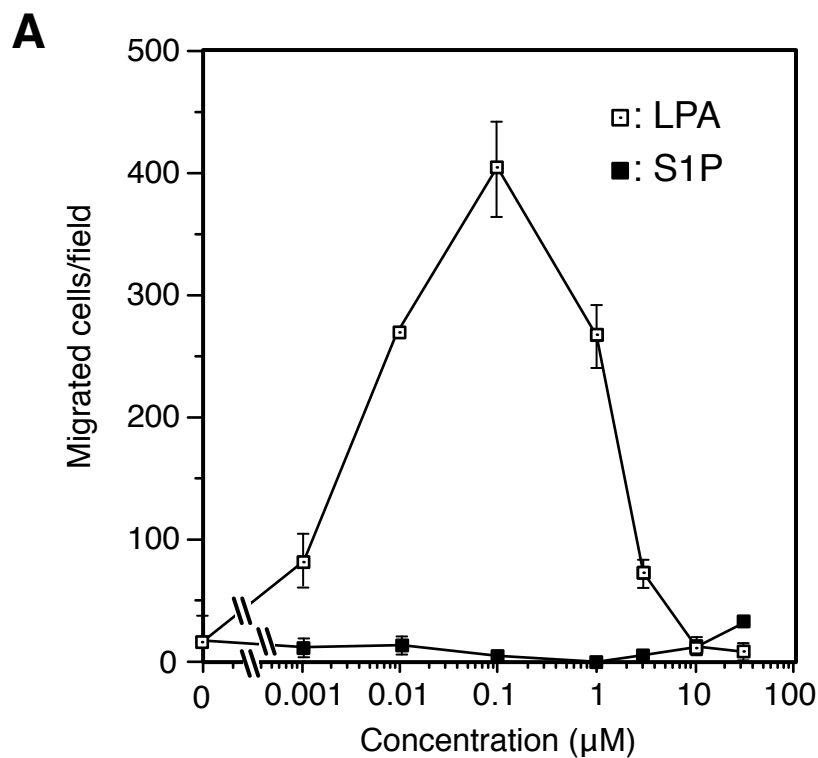 A
500
: LPA
: S1P
400
300
200
100
0
Migrated cells/field
0 0.001 0.01 0.1 1 10 100
Concentration (µM)